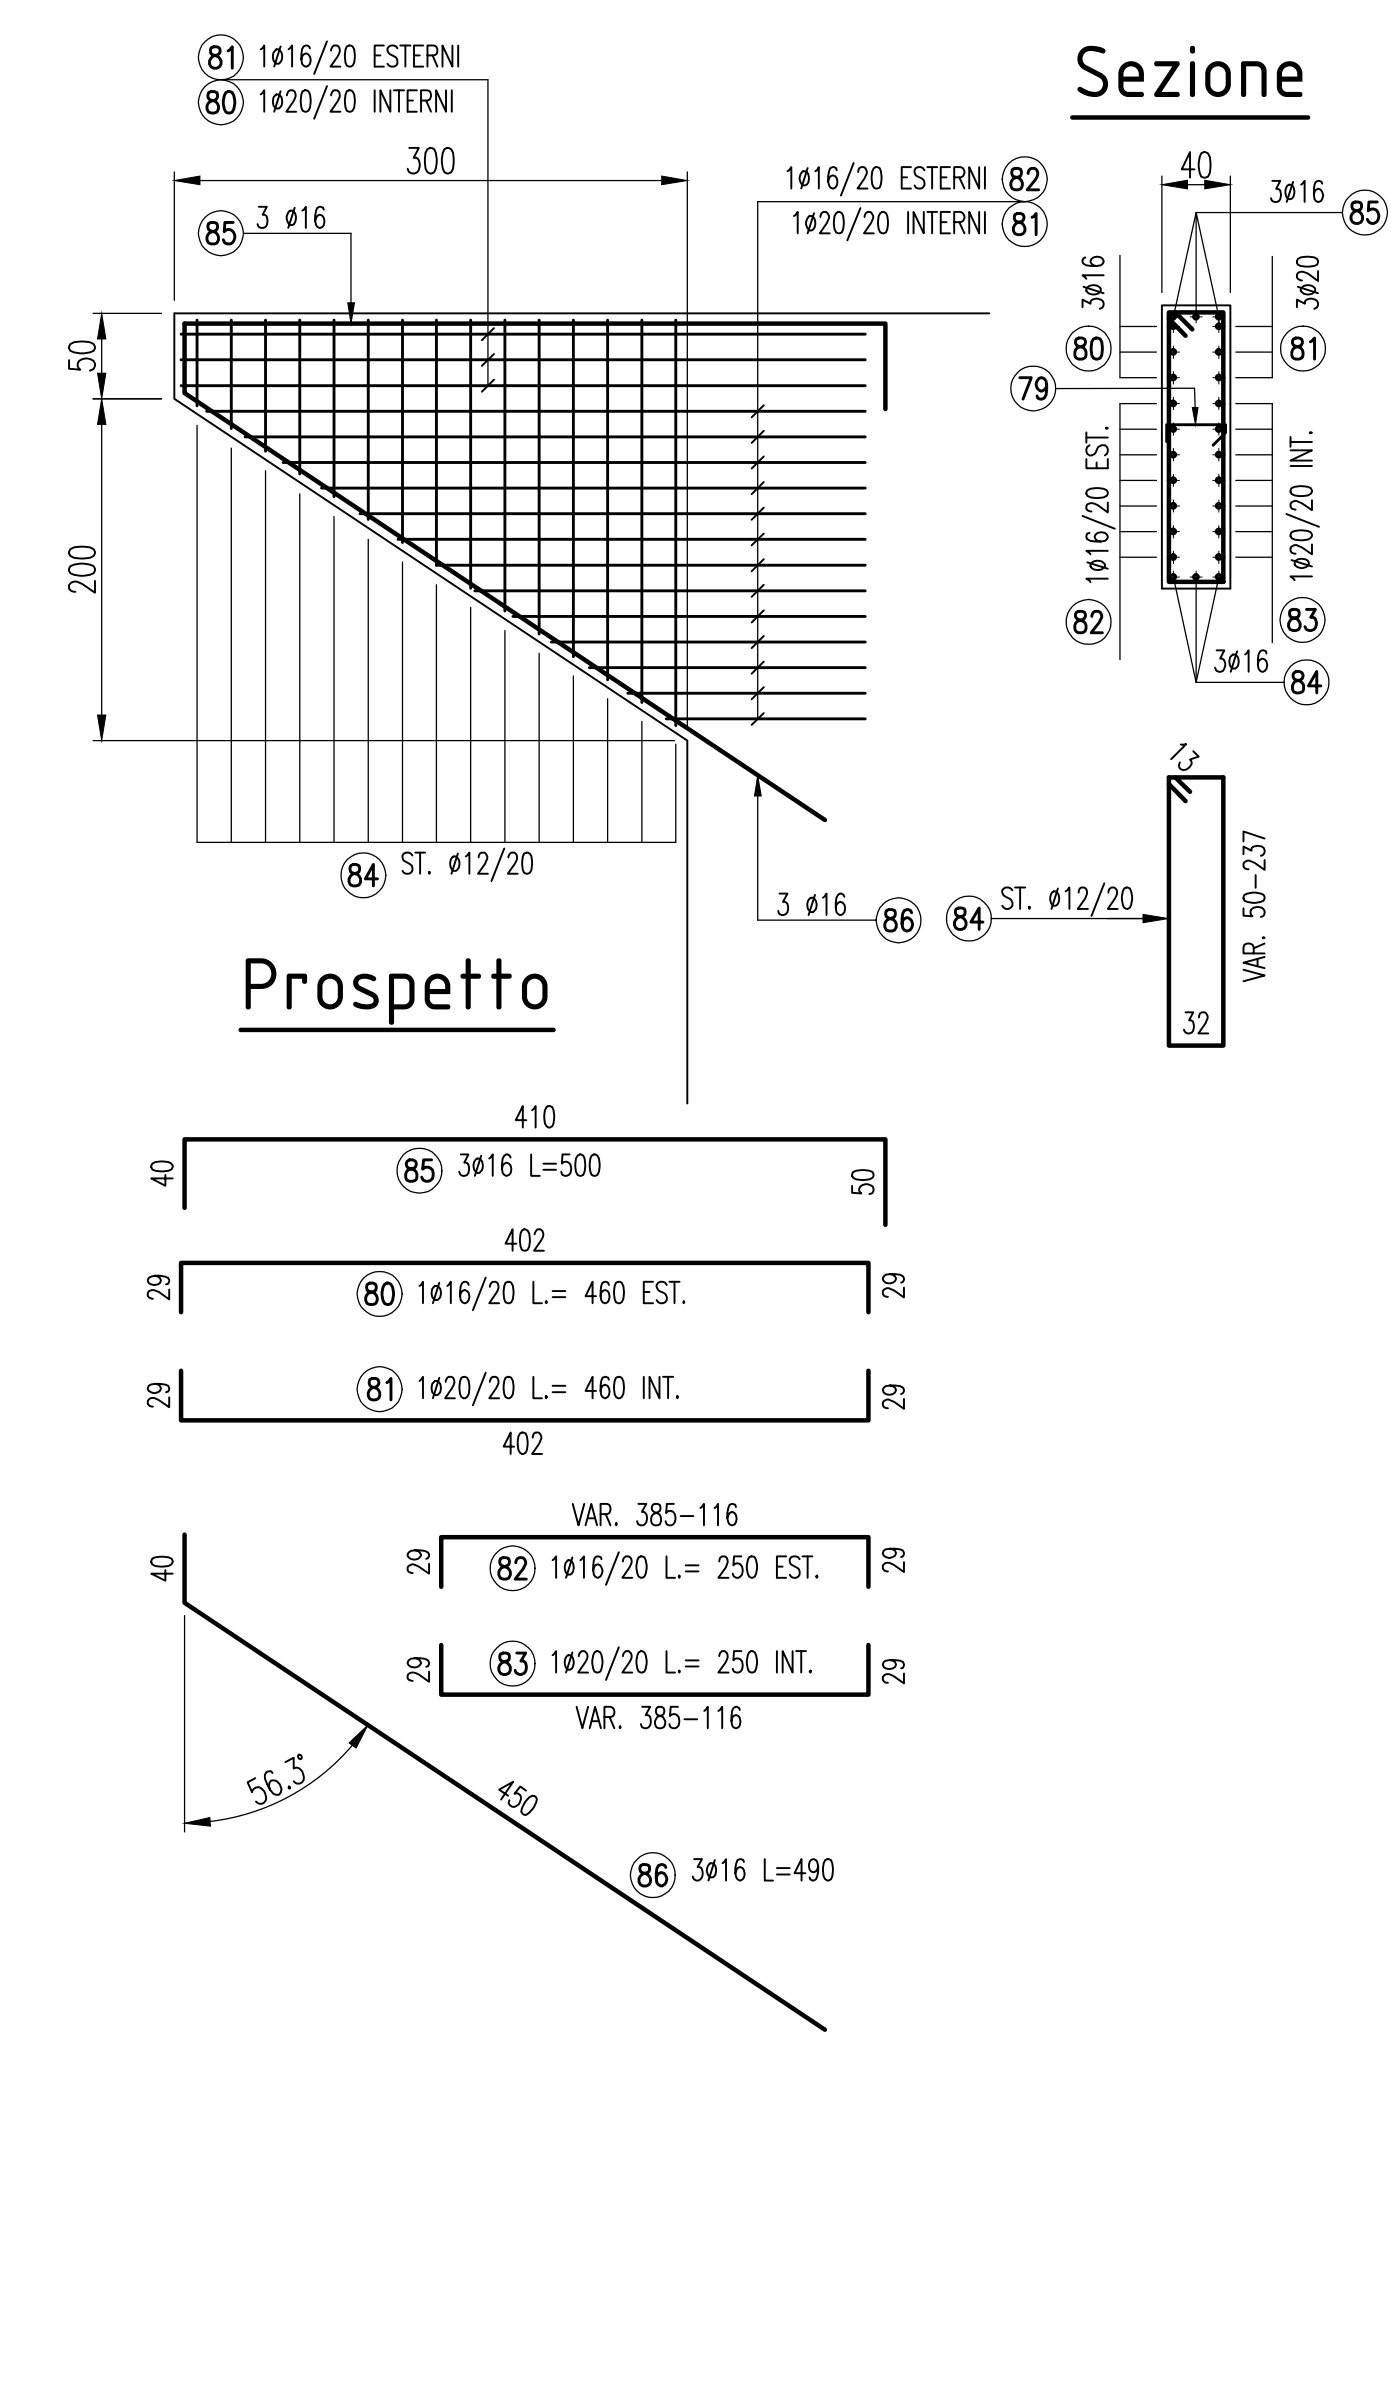 81 1ø16/20 ESTERNI
80 1ø20/20 INTERNI
Sezione
300
1ø16/20 ESTERNI 82
1ø20/20 INTERNI 81
40
3ø16 85
85 3 ø16
3ø16
3ø20
80
81
50
79
1ø16/20 EST.
1ø20/20 INT.
200
82
83
3ø16
84
13
84 ST. ø12/20
3 ø16 86
84 ST. ø12/20
VAR. 50-237
32
Prospetto
410
40
85 3ø16 L=500
50
402
29
80 1ø16/20 L.= 460 EST.
29
29
81 1ø20/20 L.= 460 INT.
29
402
VAR. 385-116
40
29
82 1ø16/20 L.= 250 EST.
29
29
83 1ø20/20 L.= 250 INT.
29
VAR. 385-116
56.3°
450
86 3ø16 L=490